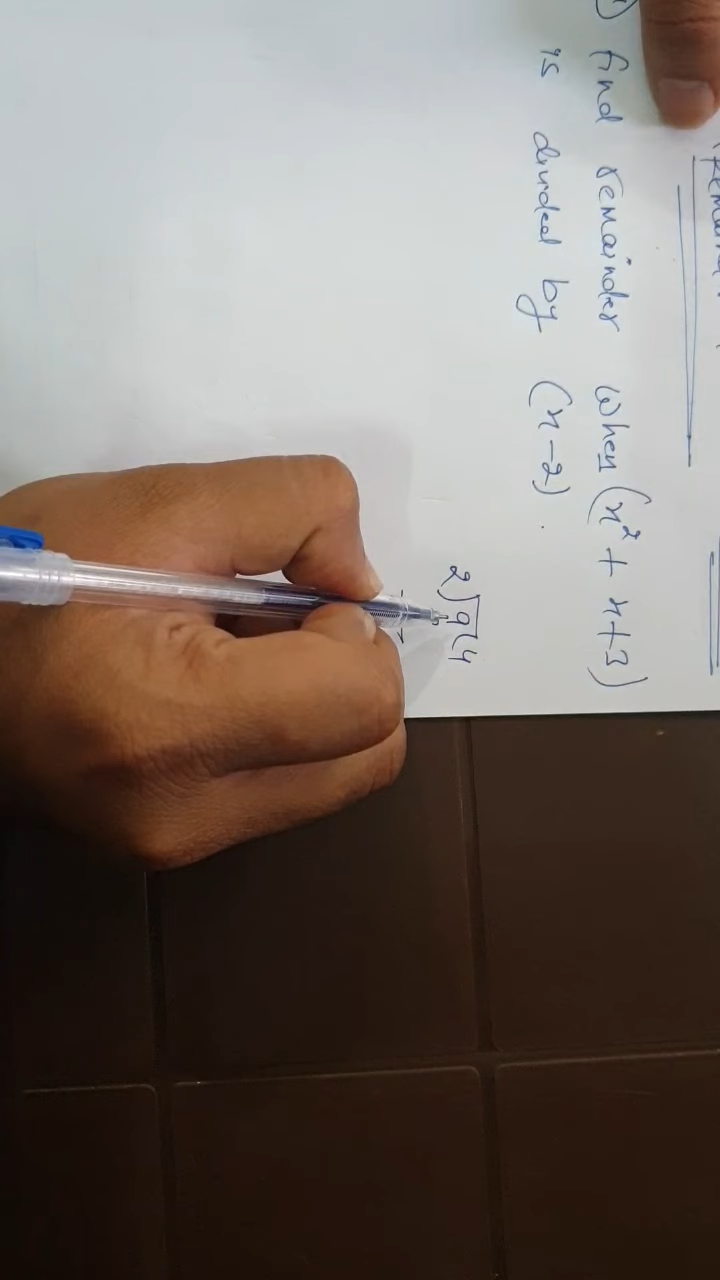 find remainder when (x² + x + 3)
is divided by (x - 2).
2) 9 ( 4